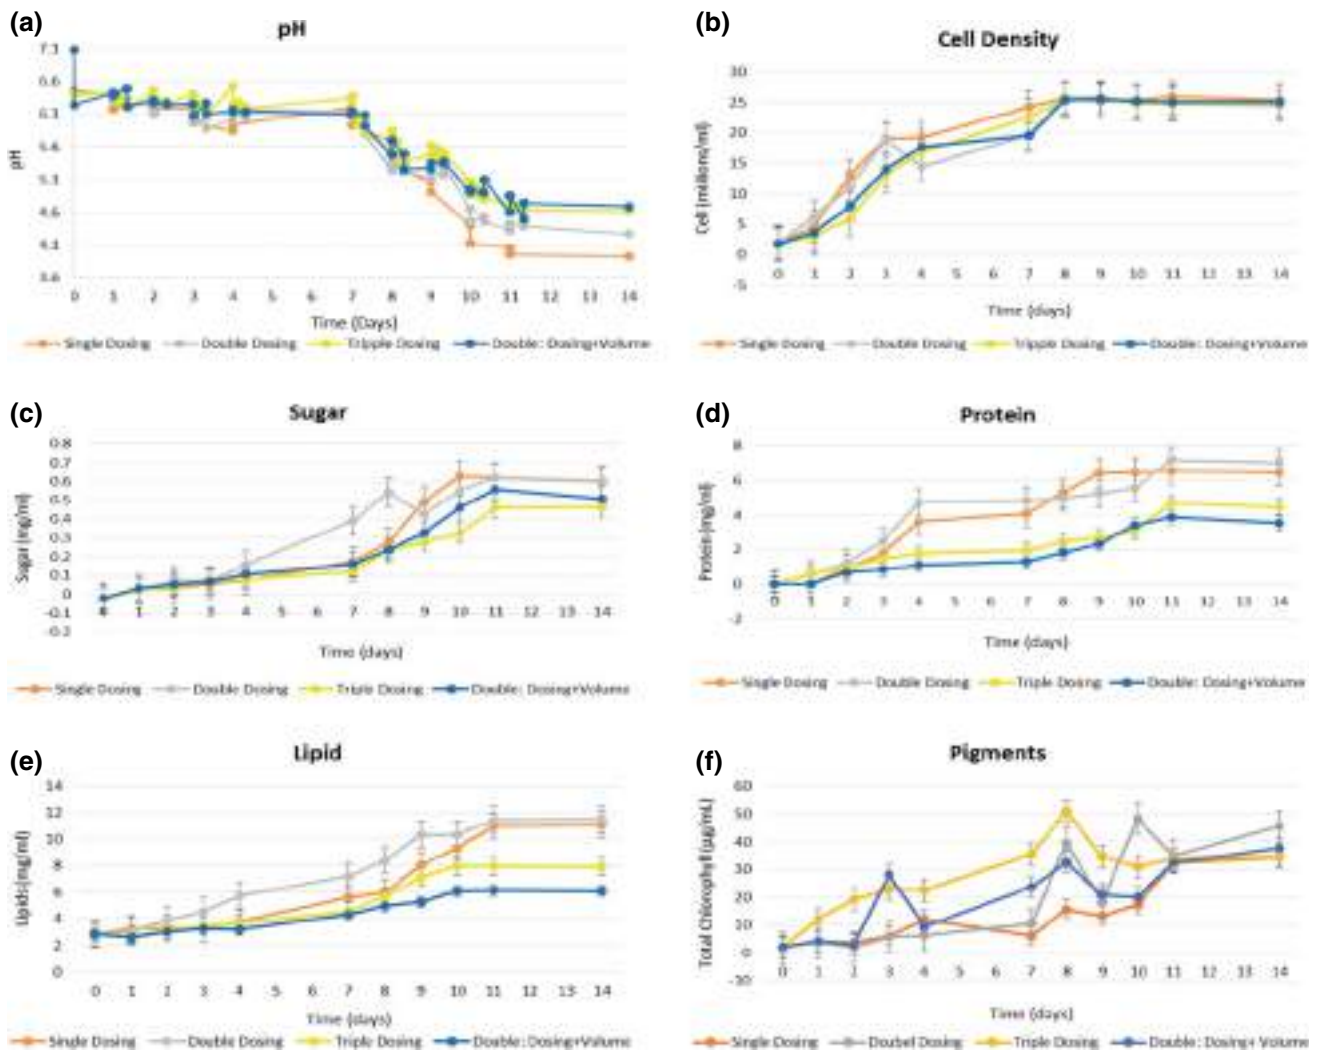 (a)
pH
7.1
6.6
6.1
5.6
5.1
4.6
4.1
3.6
pH
0 1 2 3 4 5 6 7 8 9 10 11 12 13 14
Time (Days)
Single Dosing Double Dosing Tripple Dosing Double: Dosing+Volume
(b)
Cell Density
30
25
20
15
10
5
0
-5
Cell (millions/ml)
0 1 2 3 4 5 6 7 8 9 10 11 12 13 14
Time (days)
Single Dosing Double Dosing Tripple Dosing Double: Dosing+Volume
(c)
Sugar
0.8
0.7
0.6
0.5
0.4
0.3
0.2
0.1
0
-0.1
-0.2
Sugar (mg/ml)
0 1 2 3 4 5 6 7 8 9 10 11 12 13 14
Time (days)
Single Dosing Double Dosing Triple Dosing Double: Dosing+Volume
(d)
Protein
8
6
4
2
0
-2
Protein (mg/ml)
0 1 2 3 4 5 6 7 8 9 10 11 12 13 14
Time (days)
Single Dosing Double Dosing Triple Dosing Double: Dosing+Volume
(e)
Lipid
14
12
10
8
6
4
2
0
Lipids(mg/ml)
0 1 2 3 4 5 6 7 8 9 10 11 12 13 14
Time (days)
Single Dosing Double Dosing Triple Dosing Double: Dosing+Volume
(f)
Pigments
60
50
40
30
20
10
0
-10
Total Chlorophyll (µg/mL)
0 1 2 3 4 5 6 7 8 9 10 11 12 13 14
Time (days)
Single Dosing Doubel Dosing Triple Dosing Double: Dosing+ Volume